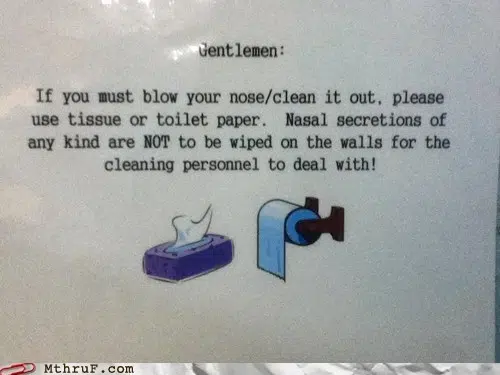 Gentlemen:
If you must blow your nose/clean it out, please
use tissue or toilet paper. Nasal secretions of
any kind are NOT to be wiped on the walls for the
cleaning personnel to deal with!
MThruF.com